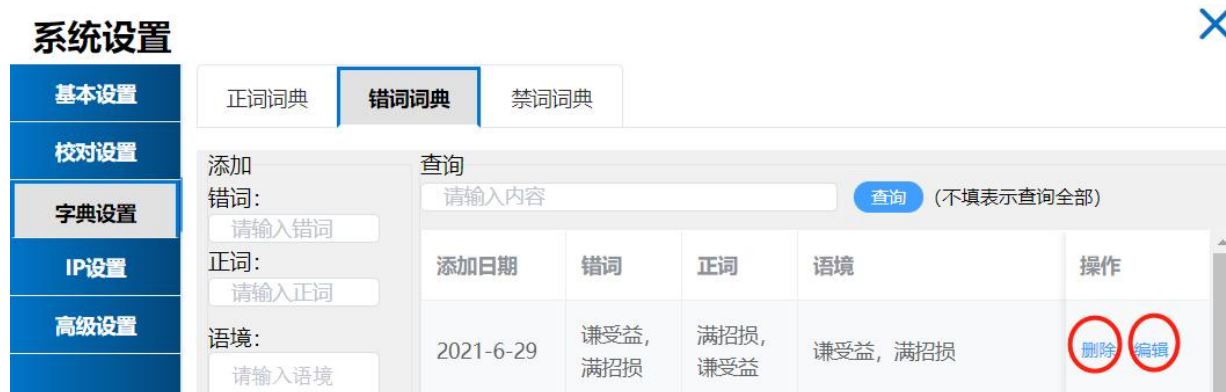 系统设置
基本设置
校对设置
字典设置
IP设置
高级设置
正词词典 错词词典 禁词词典
添加
错词：
请输入错词
正词：
请输入正词
语境：
请输入语境
查询
请输入内容 查询 (不填表示查询全部)
添加日期 错词 正词 语境 操作
2021-6-29 谦受益， 满招损， 谦受益，满招损 删除 编辑
满招损 谦受益